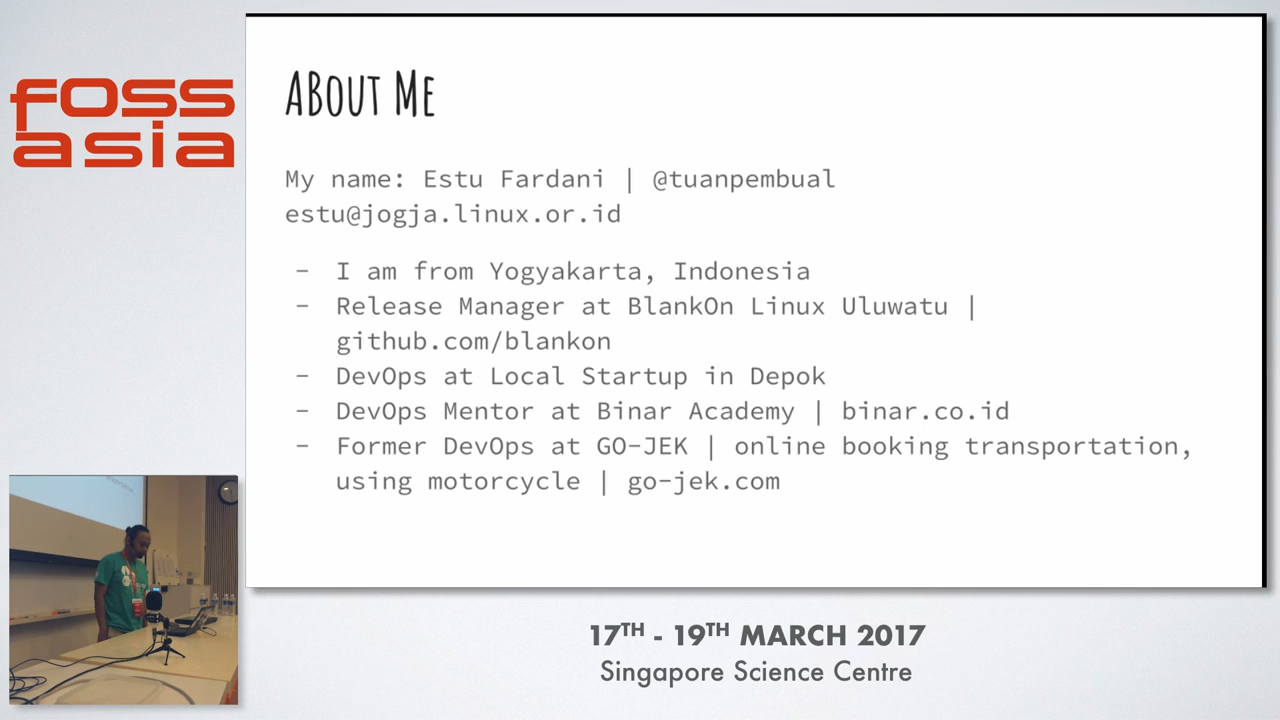 foss
asia
ABout Me
My name: Estu Fardani | @tuanpembual
estu@jogja.linux.or.id
- I am from Yogyakarta, Indonesia
- Release Manager at BlankOn Linux Uluwatu |
github.com/blankon
- DevOps at Local Startup in Depok
- DevOps Mentor at Binar Academy | binar.co.id
- Former DevOps at GO-JEK | online booking transportation,
using motorcycle | go-jek.com
17TH - 19TH MARCH 2017
Singapore Science Centre